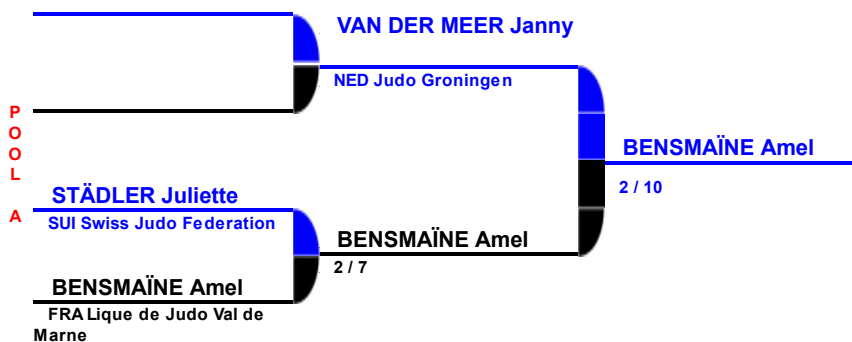 VAN DER MEER Janny
NED Judo Groningen
POOL A
BENSMAÏNE Amel
2 / 10
STÄDLER Juliette
SUI Swiss Judo Federation
BENSMAÏNE Amel
2 / 7
BENSMAÏNE Amel
FRA Lique de Judo Val de
Marne